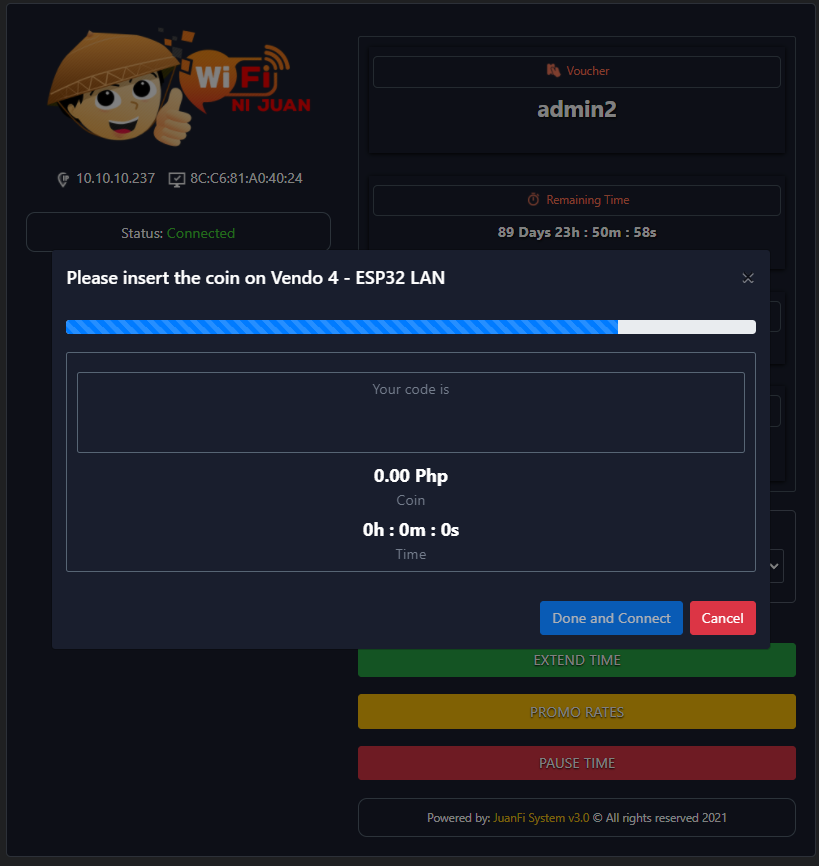 WiFi
NI JUAN
10.10.10.237 8C:C6:81:A0:40:24
Status: Connected
Voucher
admin2
Remaining Time
89 Days 23h : 50m : 58s
Please insert the coin on Vendo 4 - ESP32 LAN
Your code is
0.00 Php
Coin
0h : 0m : 0s
Time
Done and Connect
Cancel
EXTEND TIME
PROMO RATES
PAUSE TIME
Powered by: JuanFi System v3.0 © All rights reserved 2021